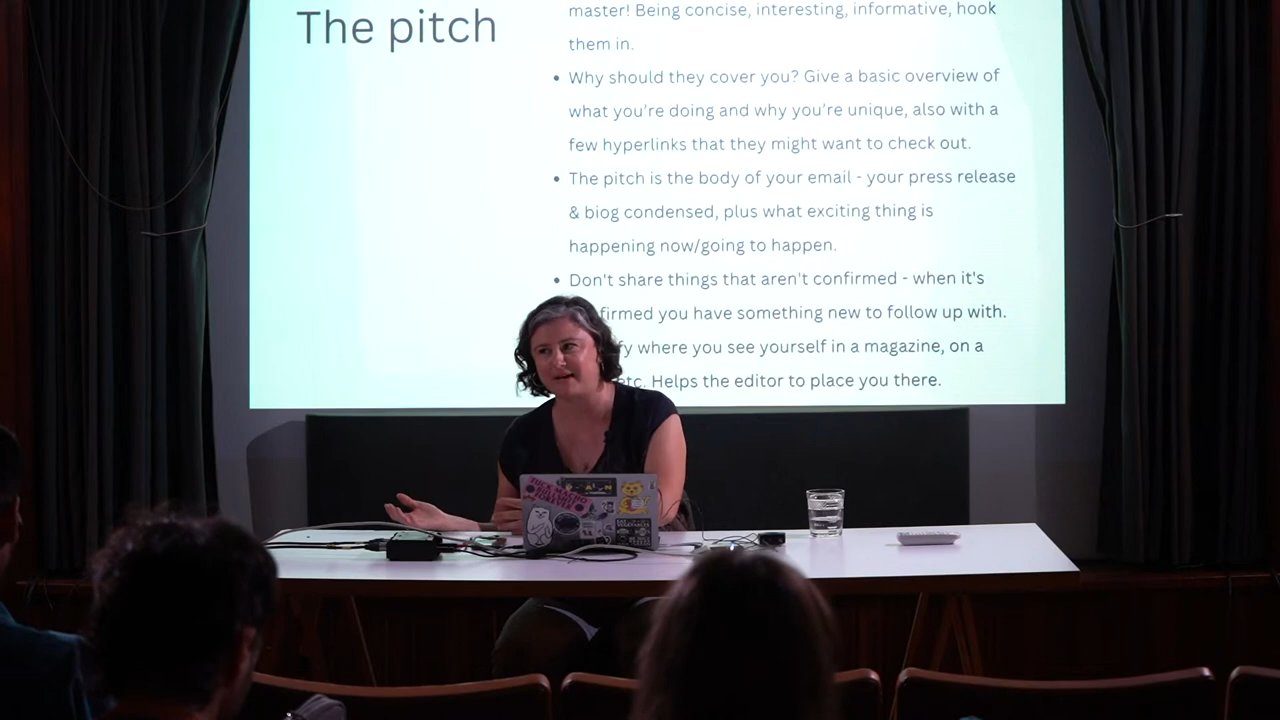 The pitch
master! Being concise, interesting, informative, hook
them in.
• Why should they cover you? Give a basic overview of
what you're doing and why you're unique, also with a
few hyperlinks that they might want to check out.
• The pitch is the body of your email - your press release
& biog condensed, plus what exciting thing is
happening now/going to happen.
• Don't share things that aren't confirmed - when it's
firmed you have something new to follow up with.
fy where you see yourself in a magazine, on a
etc. Helps the editor to place you there.